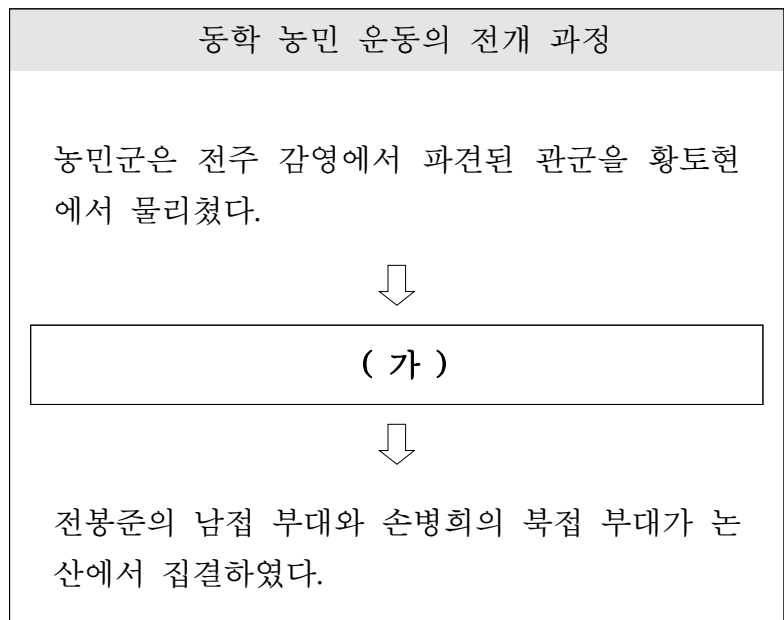 동학 농민 운동의 전개 과정
농민군은 전주 감영에서 파견된 관군을 황토현
에서 물리쳤다.
( 가 )
전봉준의 남접 부대와 손병희의 북접 부대가 논
산에서 집결하였다.